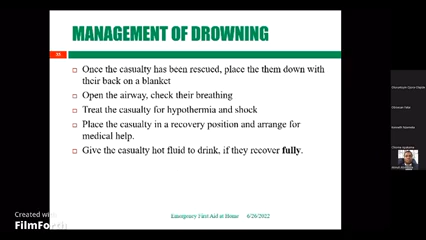 MANAGEMENT OF DROWNING
Once the casualty has been rescued, place the them down with
their back on a blanket
Open the airway, check their breathing
Treat the casualty for hypothermia and shock
Place the casualty in a recovery position and arrange for
medical help.
Give the casualty hot fluid to drink, if they recover fully.
Emergency First Aid at Home 6/26/2022
Created with